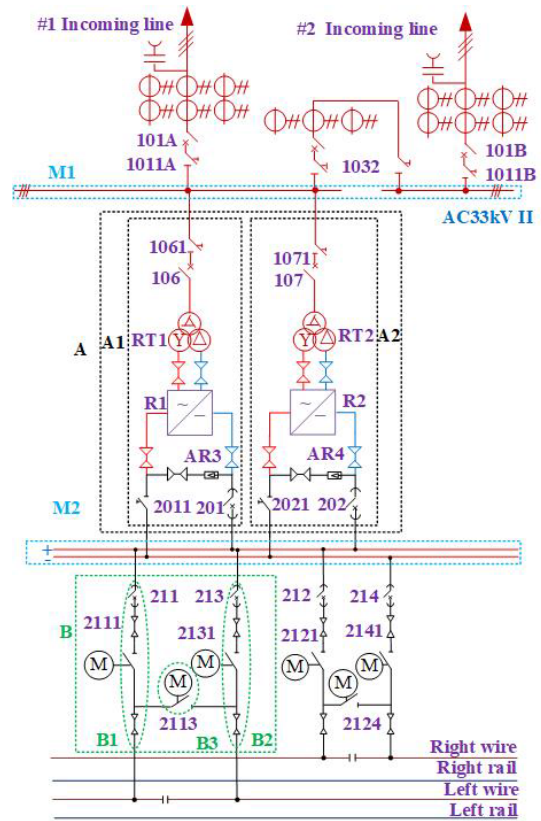 #1 Incoming line
#2 Incoming line
101A
1011A
1032
101B
1011B
M1
AC33kV II
1061
106
1071
107
A
A1
RT1
RT2
A2
Y
Y
R1
~
R2
~
AR3
AR4
2011
201
2021
202
M2
+
-
211
213
212
214
2111
2131
2121
2141
B
M
M
M
M
M
M
2113
2124
B1
B3
B2
Right wire
Right rail
Left wire
Left rail